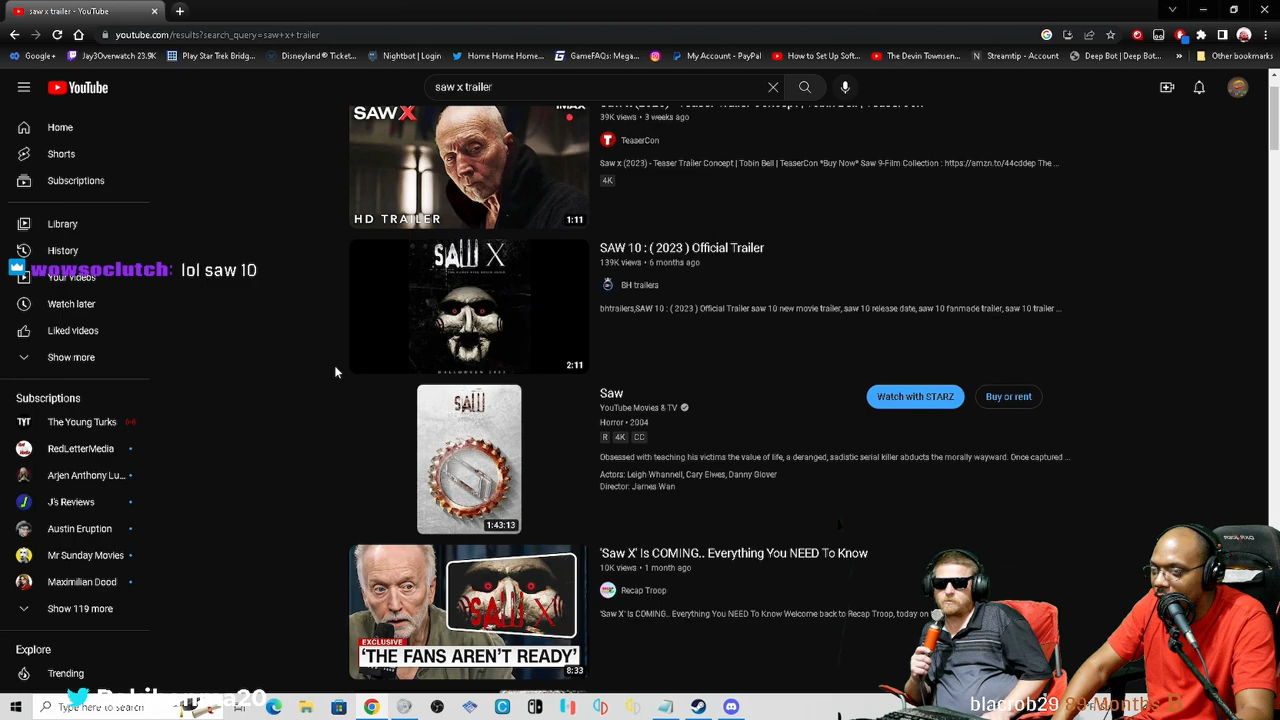 saw x trailer - YouTube
youtube.com/results?search_query=saw+x+trailer
Google+
Jay3Overwatch 23.9K
Play Star Trek Bridg...
Disneyland® Ticket...
Nightbot | Login
Home Home Home...
GameFAQs: Mega...
My Account - PayPal
How to Set Up Soft...
The Devin Townsen...
Streamtip - Account
Deep Bot | Deep Bot...
Other bookmarks
YouTube
saw x trailer
Home
Shorts
Subscriptions
Library
History
Your videos
wowsoclutch: lol saw 10
Watch later
Liked videos
Show more
Subscriptions
The Young Turks
RedLetterMedia
Arjen Anthony Lu...
J's Reviews
Austin Eruption
Mr Sunday Movies
Maximilian Dood
Show 119 more
Explore
Trending
SAW X
IMAX
HD TRAILER
1:11
39K views • 3 weeks ago
TeaserCon
Saw x (2023) - Teaser Trailer Concept | Tobin Bell | TeaserCon *Buy Now* Saw 9-Film Collection : https://amzn.to/44cddep The ...
4K
SAW X
2:11
SAW 10 : ( 2023 ) Official Trailer
139K views • 6 months ago
BH trailers
bhtrailers,SAW 10 : ( 2023 ) Official Trailer saw 10 new movie trailer, saw 10 release date, saw 10 fanmade trailer, saw 10 trailer ...
SAW
1:43:13
Saw
YouTube Movies & TV
Horror • 2004
R 4K CC
Obsessed with teaching his victims the value of life, a deranged, sadistic serial killer abducts the morally wayward. Once captured ...
Actors: Leigh Whannell, Cary Elwes, Danny Glover
Director: James Wan
Watch with STARZ
Buy or rent
SAW X
EXCLUSIVE
'THE FANS AREN'T READY'
8:33
'Saw X' Is COMING.. Everything You NEED To Know
10K views • 1 month ago
Recap Troop
'Saw X' Is COMING.. Everything You NEED To Know Welcome back to Recap Troop, today on
Type here to search
blacrob29 89 Months